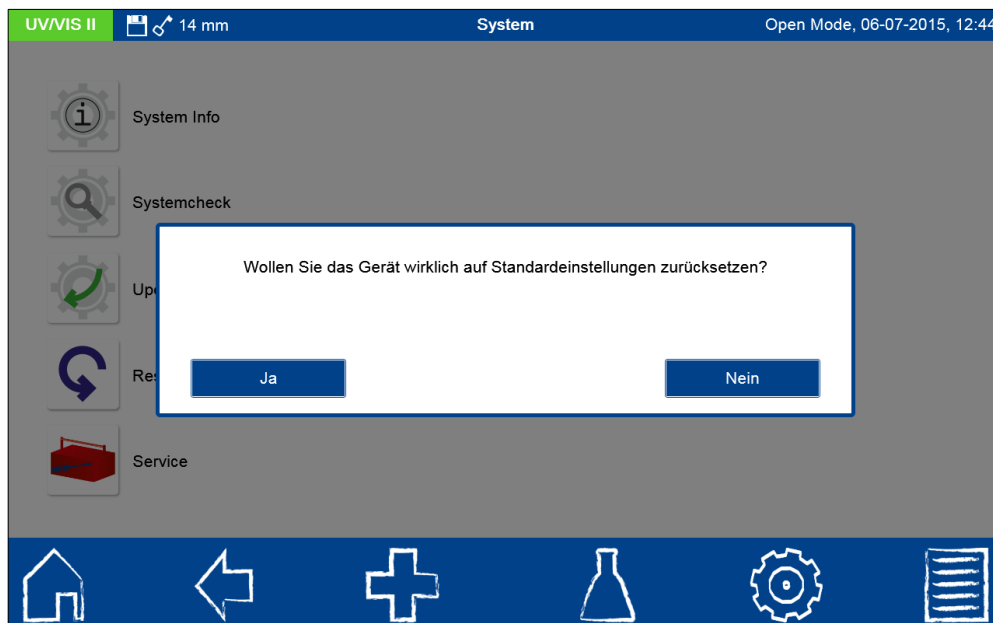 UV/VIS II 14 mm System Open Mode, 06-07-2015, 12:44
System Info
Systemcheck
Wollen Sie das Gerät wirklich auf Standardeinstellungen zurücksetzen?
Ja Nein
Service